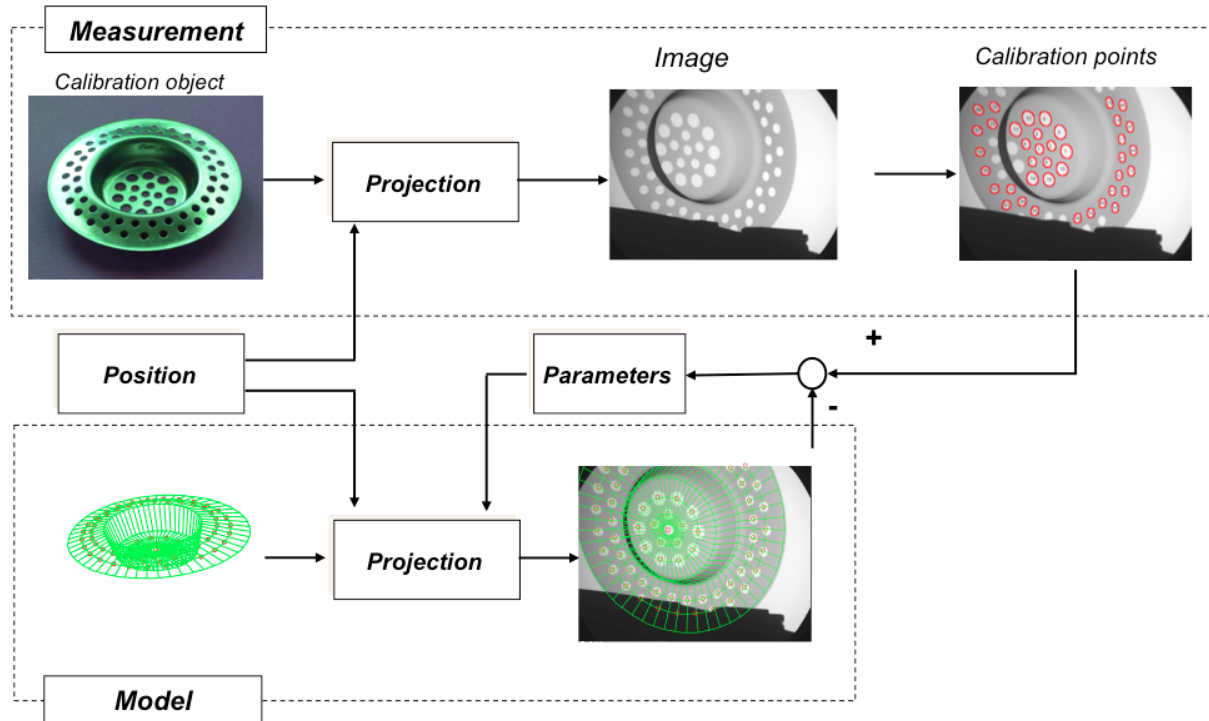 Measurement
Calibration object
Image
Calibration points
Projection
Position
Parameters
+
-
Projection
Model